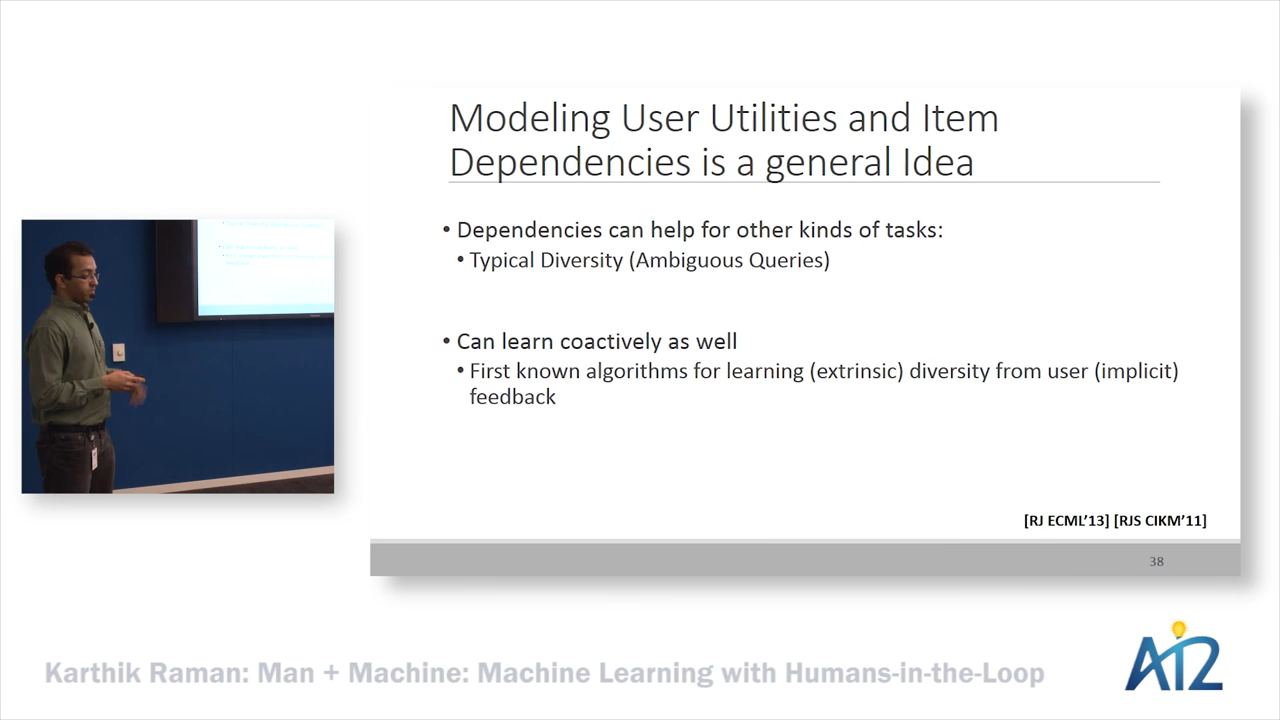 Modeling User Utilities and Item
Dependencies is a general Idea
• Dependencies can help for other kinds of tasks:
• Typical Diversity (Ambiguous Queries)
• Can learn coactively as well
• First known algorithms for learning (extrinsic) diversity from user (implicit)
feedback
[RJ ECML'13] [RJS CIKM'11]
38
Karthik Raman: Man + Machine: Machine Learning with Humans-in-the-Loop
AI2